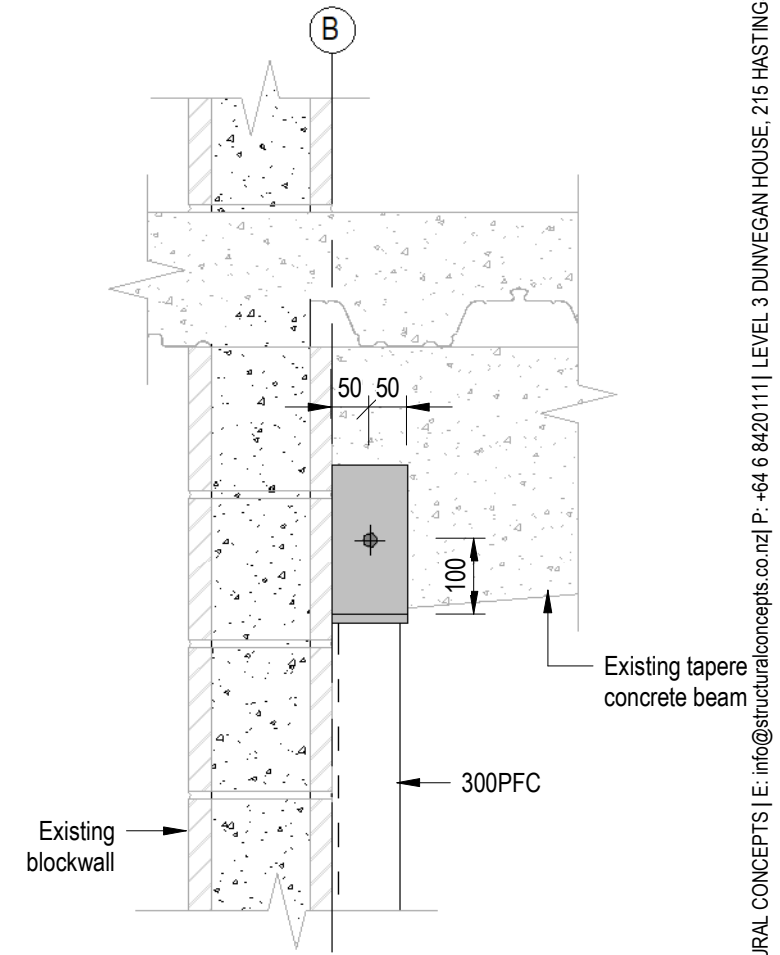 B
50 50
100
Existing tapere
concrete beam
300PFC
Existing
blockwall
URAL CONCEPTS | E: info@structuralconcepts.co.nz| P: +64 6 8420111| LEVEL 3 DUNVEGAN HOUSE, 215 HASTING